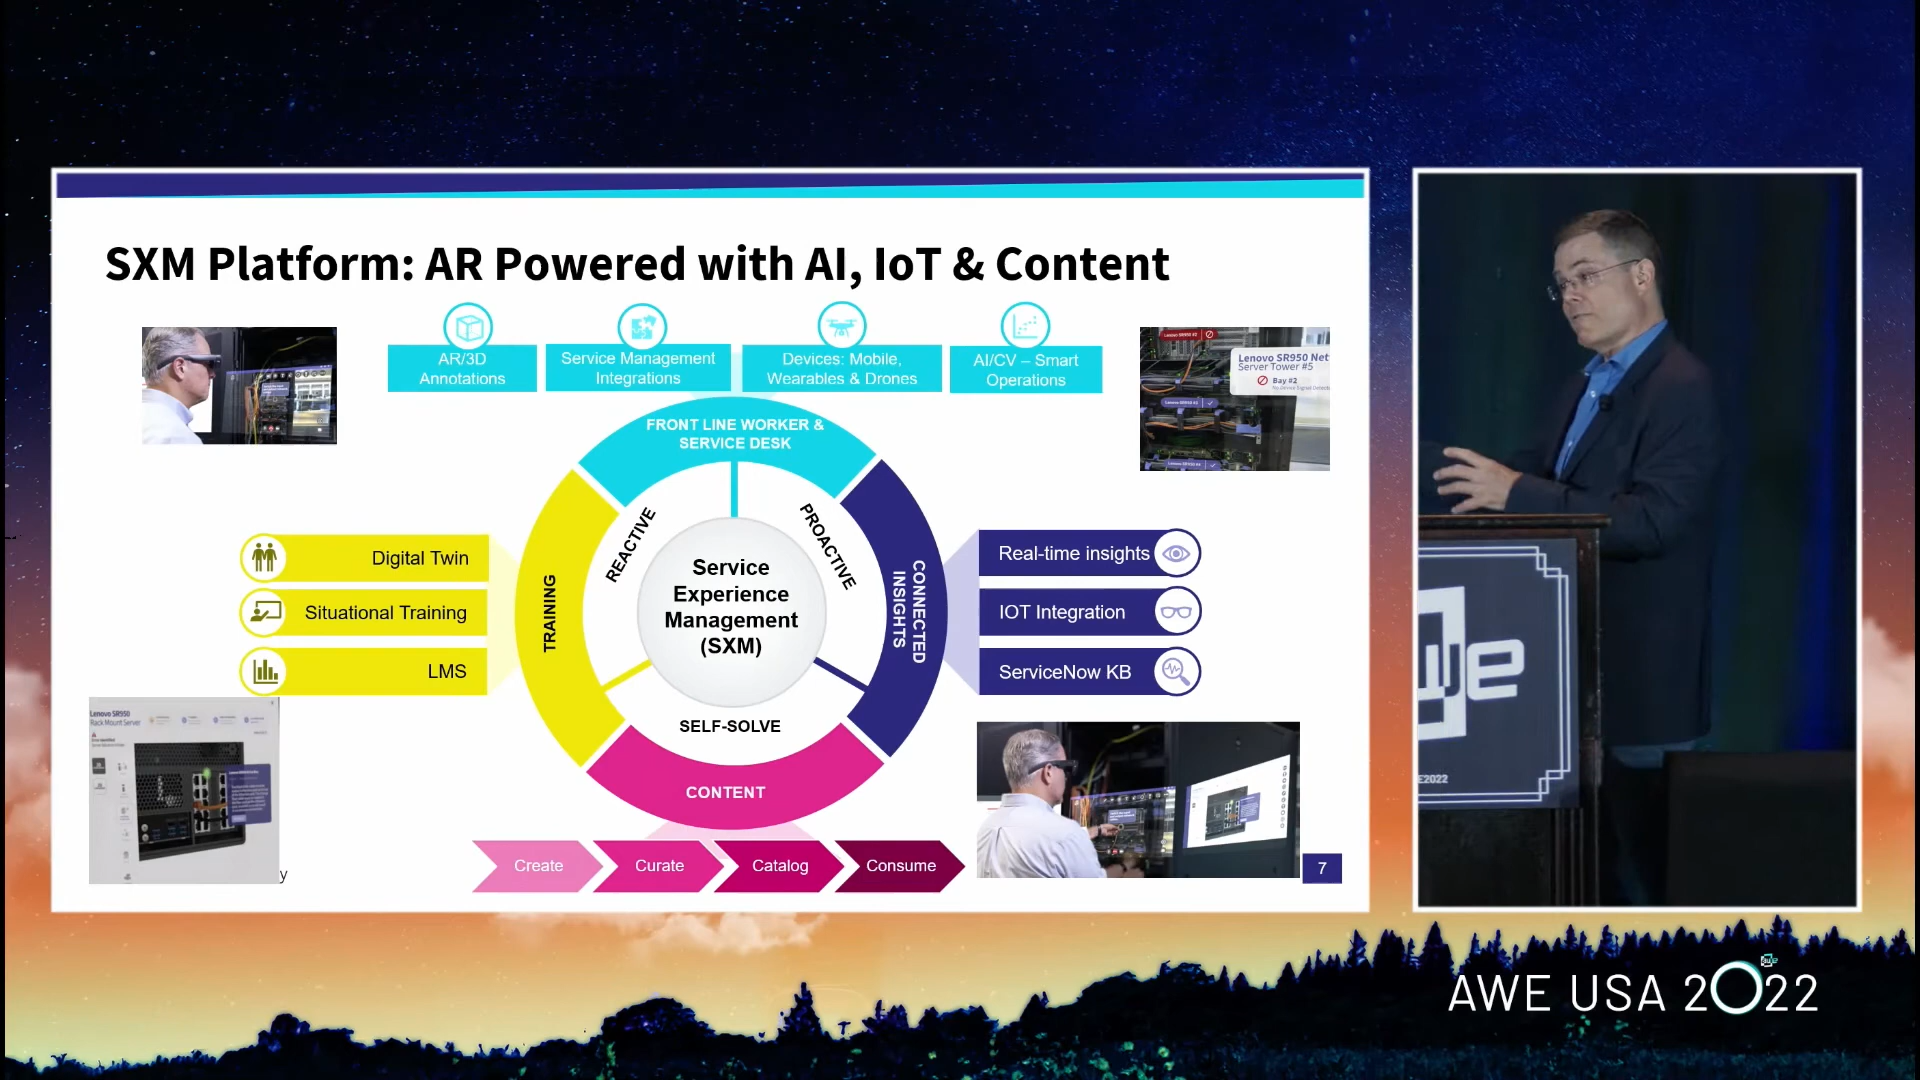 SXM Platform: AR Powered with AI, IoT & Content
AR/3D
Annotations
Service Management
Integrations
Devices: Mobile,
Wearables & Drones
AI/CV – Smart
Operations
Lenovo SR950 Net
Server Tower #5
Bay #2
FRONT LINE WORKER &
SERVICE DESK
REACTIVE
PROACTIVE
TRAINING
CONNECTED
INSIGHTS
Service
Experience
Management
(SXM)
SELF-SOLVE
CONTENT
Digital Twin
Situational Training
LMS
Real-time insights
IOT Integration
ServiceNow KB
Lenovo SR950
Rack Mount Server
y
Create
Curate
Catalog
Consume
7
awe
E2022
AWE USA 2022